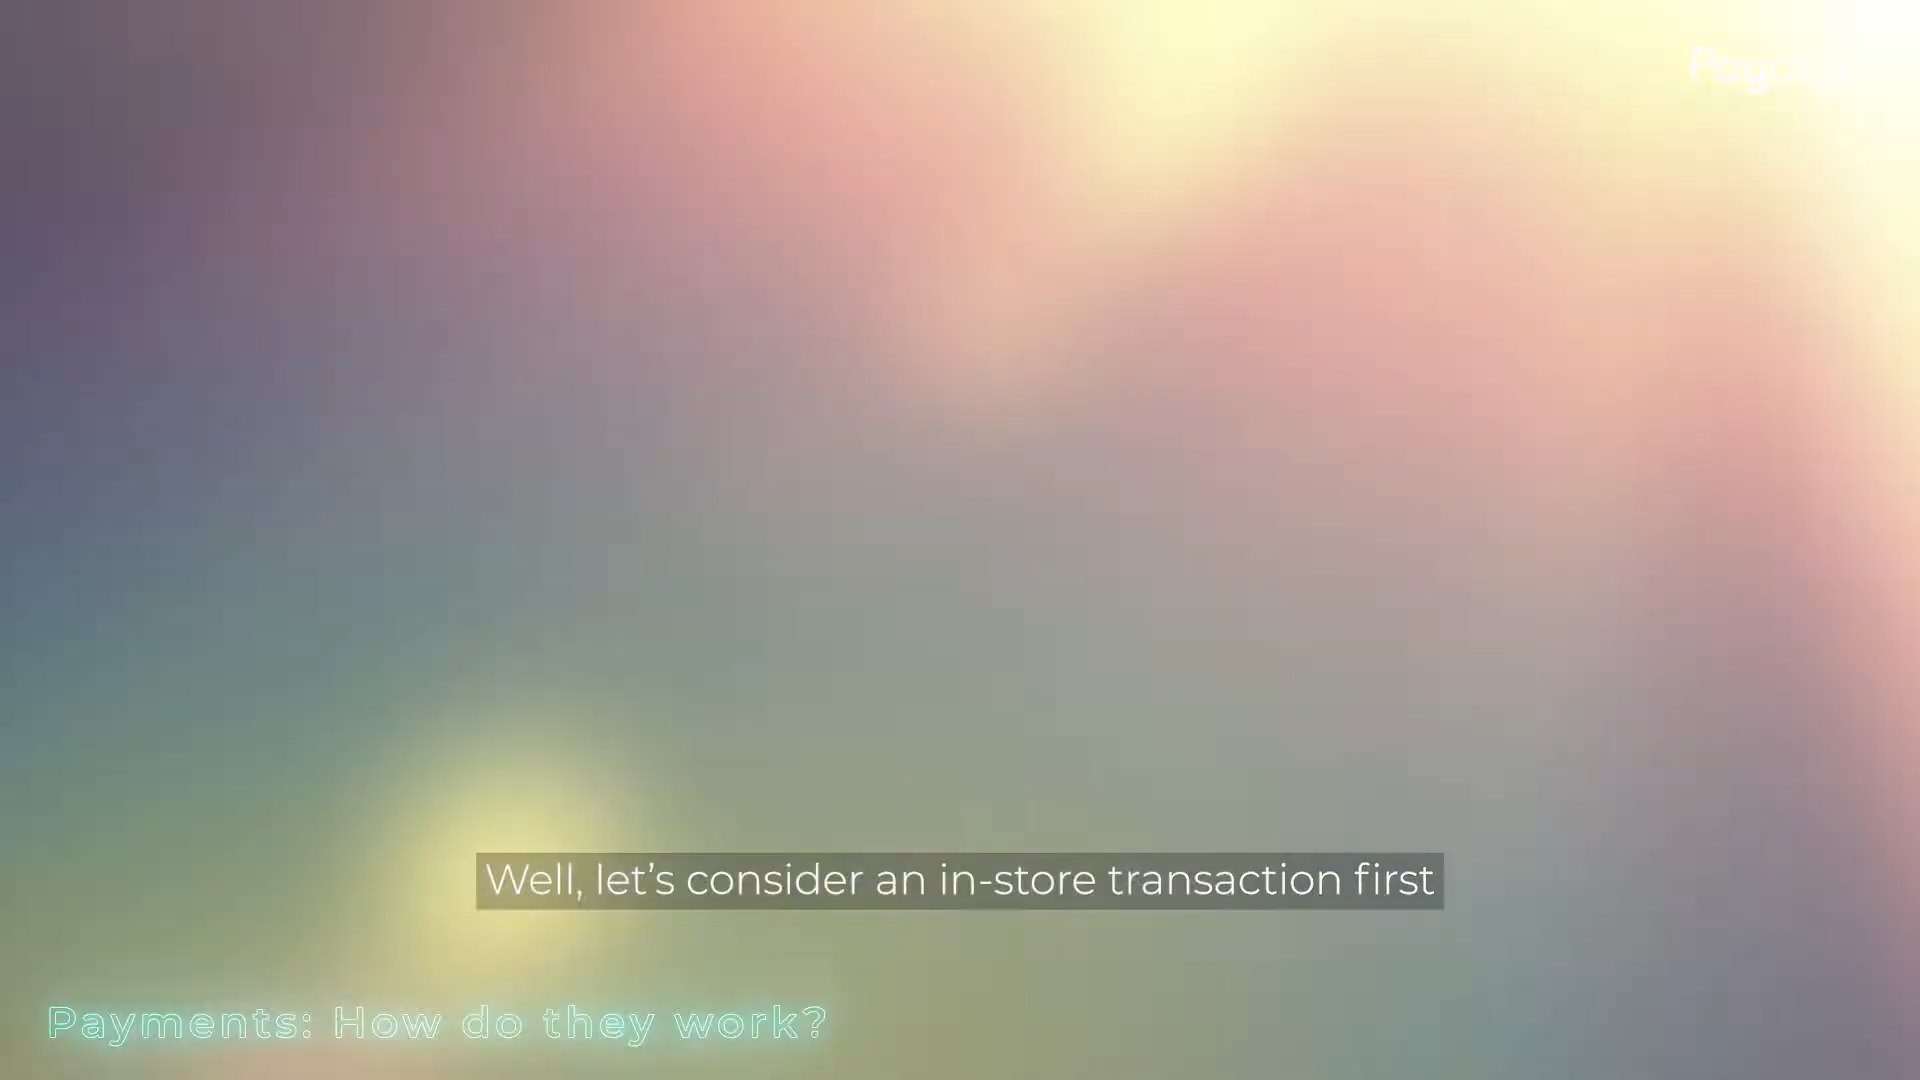 Well, let’s consider an in-store transaction first
Payments: How do they work?